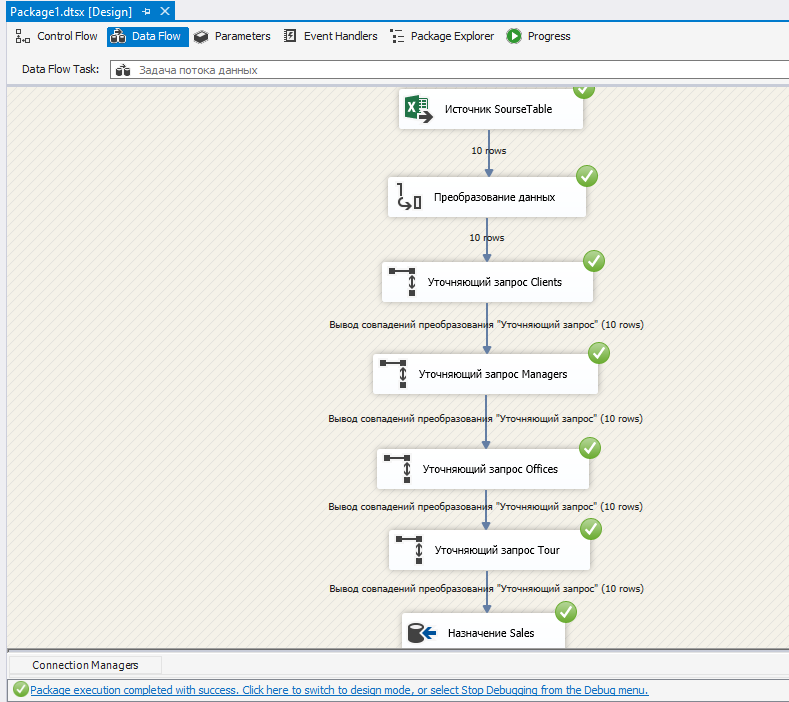 Package1.dtsx [Design]
Control Flow Data Flow Parameters Event Handlers Package Explorer Progress
Data Flow Task: Задача потока данных
Источник SourseTable
10 rows
Преобразование данных
10 rows
Уточняющий запрос Clients
Вывод совпадений преобразования "Уточняющий запрос" (10 rows)
Уточняющий запрос Managers
Вывод совпадений преобразования "Уточняющий запрос" (10 rows)
Уточняющий запрос Offices
Вывод совпадений преобразования "Уточняющий запрос" (10 rows)
Уточняющий запрос Tour
Вывод совпадений преобразования "Уточняющий запрос" (10 rows)
Назначение Sales
Connection Managers
Package execution completed with success. Click here to switch to design mode, or select Stop Debugging from the Debug menu.